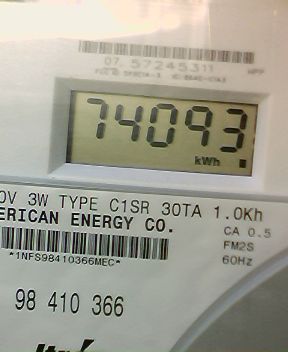 07 57245311
74093
kWh
0V 3W TYPE C1SR 30TA 1.0Kh
ERICAN ENERGY CO.
CA 0.5
FM2S
*1NFS98410366MEC*
60Hz
98 410 366